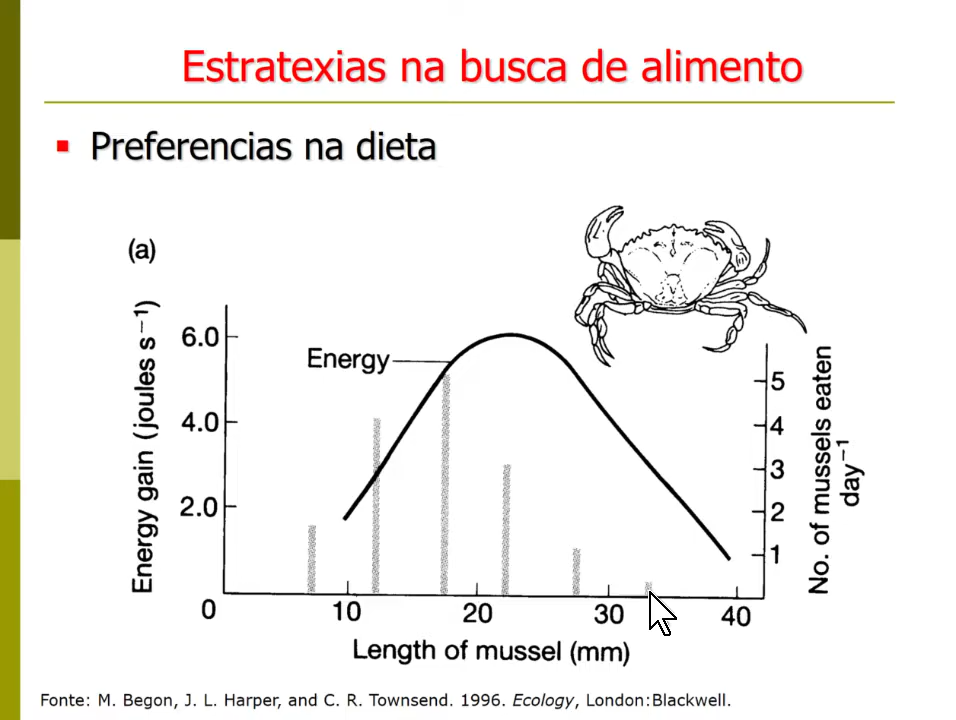 Estratexias na busca de alimento
Preferencias na dieta
(a)
Energy gain (joules s⁻¹)
6.0
4.0
2.0
0
Energy
10
20
30
40
Length of mussel (mm)
5
4
3
2
1
No. of mussels eaten
day⁻¹
Fonte: M. Begon, J. L. Harper, and C. R. Townsend. 1996. Ecology, London:Blackwell.